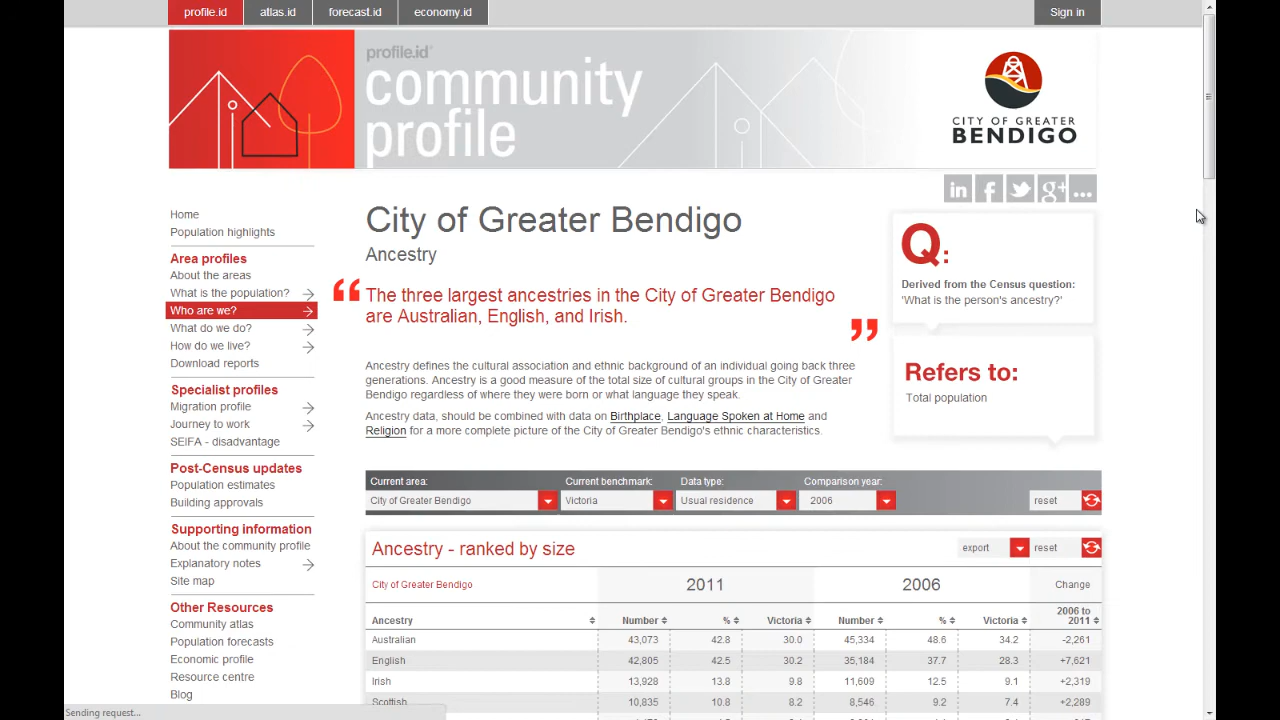 profile.id atlas.id forecast.id economy.id Sign in
profile.id
community
profile
CITY OF GREATER
BENDIGO
in f g+ ...
Home
Population highlights
Area profiles
About the areas
What is the population?
Who are we?
What do we do?
How do we live?
Download reports
Specialist profiles
Migration profile
Journey to work
SEIFA - disadvantage
Post-Census updates
Population estimates
Building approvals
Supporting information
About the community profile
Explanatory notes
Site map
Other Resources
Community atlas
Population forecasts
Economic profile
Resource centre
Blog
City of Greater Bendigo
Ancestry
“ The three largest ancestries in the City of Greater Bendigo
are Australian, English, and Irish. ”
Ancestry defines the cultural association and ethnic background of an individual going back three
generations. Ancestry is a good measure of the total size of cultural groups in the City of Greater
Bendigo regardless of where they were born or what language they speak.
Ancestry data, should be combined with data on Birthplace, Language Spoken at Home and
Religion for a more complete picture of the City of Greater Bendigo's ethnic characteristics.
Q:
Derived from the Census question:
'What is the person's ancestry?'
Refers to:
Total population
Current area: Current benchmark: Data type: Comparison year:
City of Greater Bendigo Victoria Usual residence 2006 reset
Ancestry - ranked by size export reset
City of Greater Bendigo 2011 2006 Change
Ancestry Number % Victoria Number % Victoria 2006 to
2011
Australian 43,073 42.8 30.0 45,334 48.6 34.2 -2,261
English 42,805 42.5 30.2 35,184 37.7 28.3 +7,621
Irish 13,928 13.8 9.8 11,609 12.5 9.1 +2,319
Scottish 10,835 10.8 8.2 8,546 9.2 7.4 +2,289
Sending request...